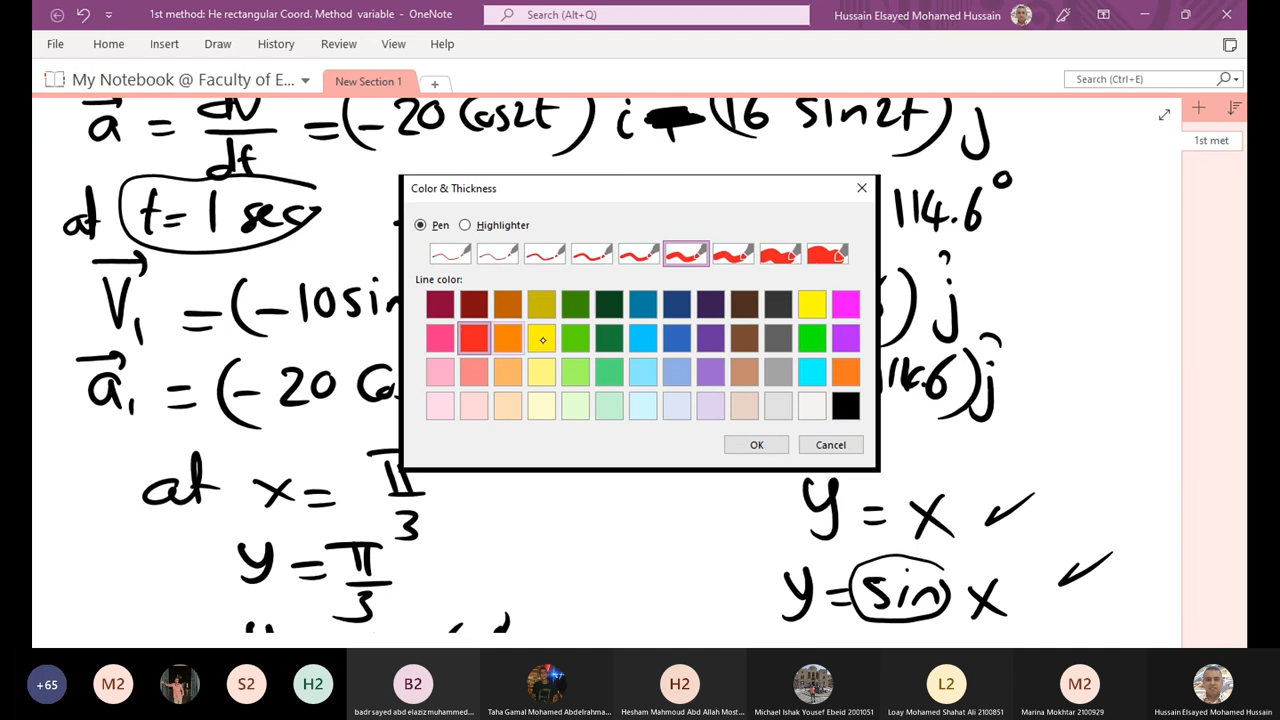 1st method: He rectangular Coord. Method variable - OneNote
Search (Alt+Q)
Hussain Elsayed Mohamed Hussain
File Home Insert Draw History Review View Help
My Notebook @ Faculty of E...
New Section 1
Search (Ctrl+E)
1st met
a = dV/dt = (-20 Cos2t) i - (16 sin2t) j
at t = 1 sec
114.6°
V1 = (-10sin
) j
a1 = (-20 Co
114.6) j
at x = π/3
y = π/3
y = x ✓
y = sin x ✓
Color & Thickness
Pen Highlighter
Line color:
OK Cancel
+65
M2
S2
H2
B2
badr sayed abd elaziz muhammed...
Taha Gamal Mohamed Abdelrahma...
H2
Hesham Mahmoud Abd Allah Most...
Michael Ishak Yousef Ebeid 2001051
L2
Loay Mohamed Shahat Ali 2100851
M2
Marina Mokhtar 2100929
Hussain Elsayed Mohamed Hussain